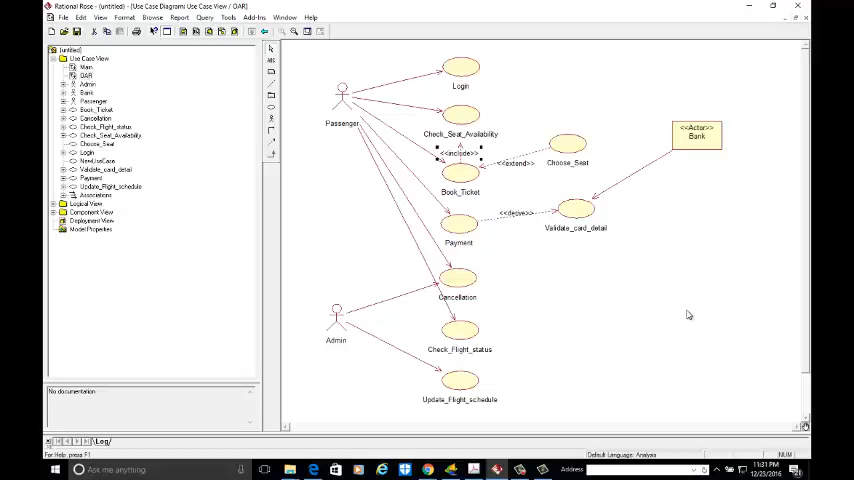 Rational Rose - (untitled) - [Use Case Diagram: Use Case View / OAR]
File Edit View Format Browse Report Query Tools Add-Ins Window Help
(untitled)
Use Case View
Main
OAR
Admin
Bank
Passenger
Book_Ticket
Cancellation
Check_Flight_status
Check_Seat_Availability
Choose_Seat
Login
NewUseCase
Validate_card_detail
Payment
Update_Flight_schedule
Associations
Logical View
Component View
Deployment View
Model Properties
No documentation
ABC
Passenger
Login
Check_Seat_Availability
<<include>>
Book_Ticket
<<extend>>
Choose_Seat
<<Actor>>
Bank
Payment
<<derive>>
Validate_card_detail
Cancellation
Admin
Check_Flight_status
Update_Flight_schedule
Log
For Help, press F1
Default Language: Analysis
NUM
Ask me anything
Address
11:31 PM
12/23/2016